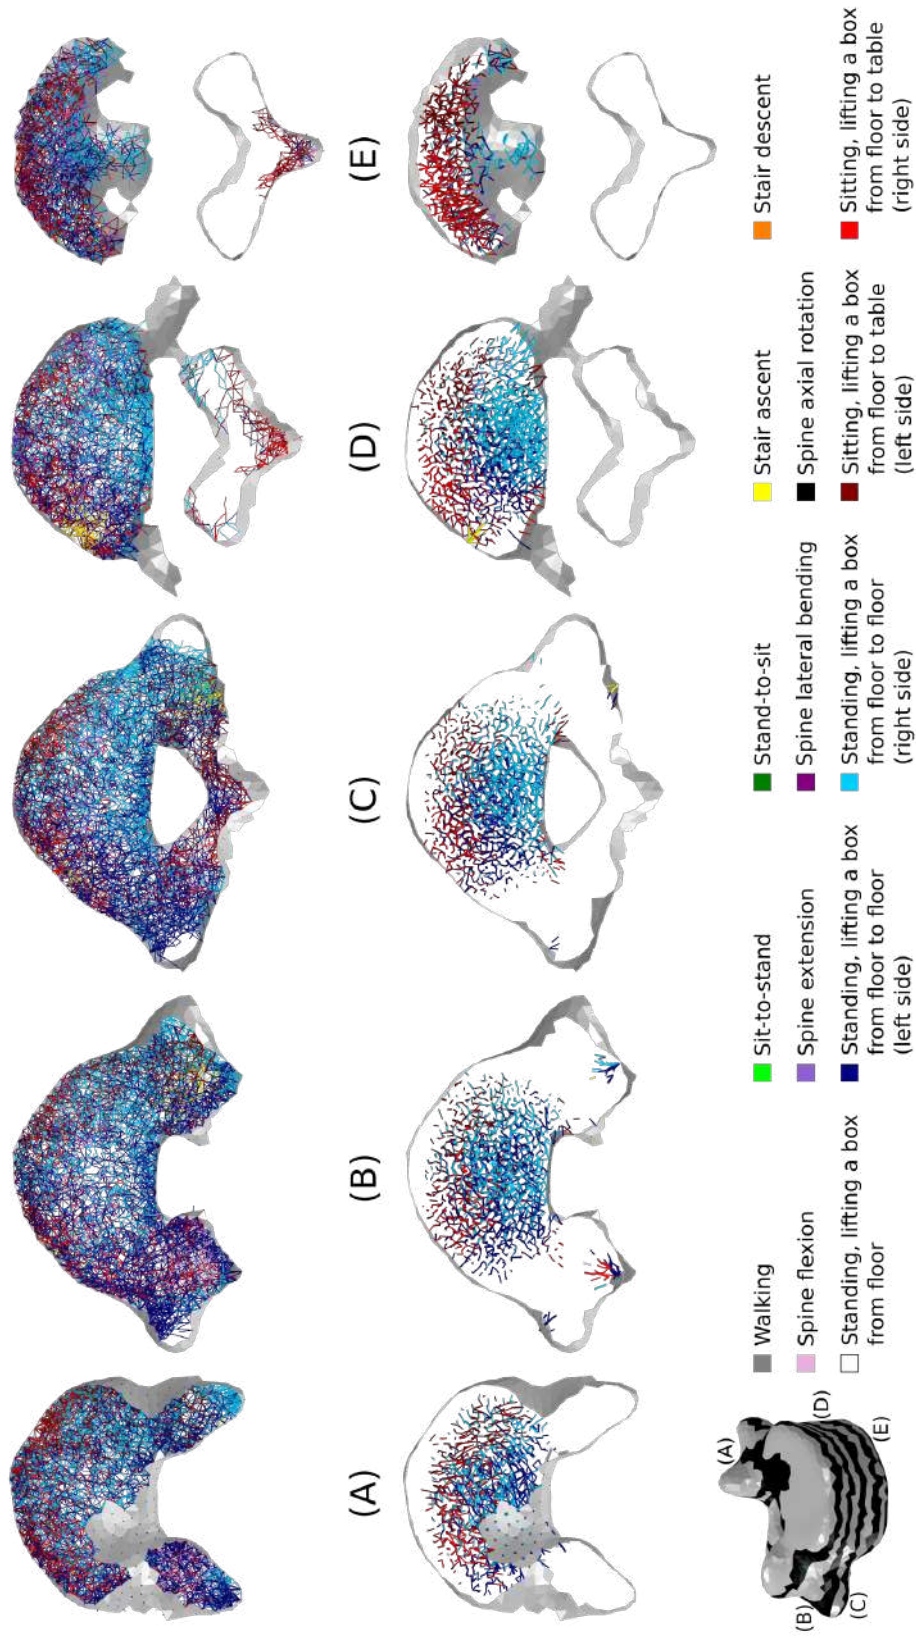 (A)
(B)
(C)
(D)
(E)
(A)
(B)
(C)
(D)
(E)
Walking
Sit-to-stand
Stand-to-sit
Stair ascent
Stair descent
Spine flexion
Spine extension
Spine lateral bending
Spine axial rotation
Standing, lifting a box
from floor
Standing, lifting a box
from floor to floor
(left side)
Standing, lifting a box
from floor to floor
(right side)
Sitting, lifting a box
from floor to table
(left side)
Sitting, lifting a box
from floor to table
(right side)